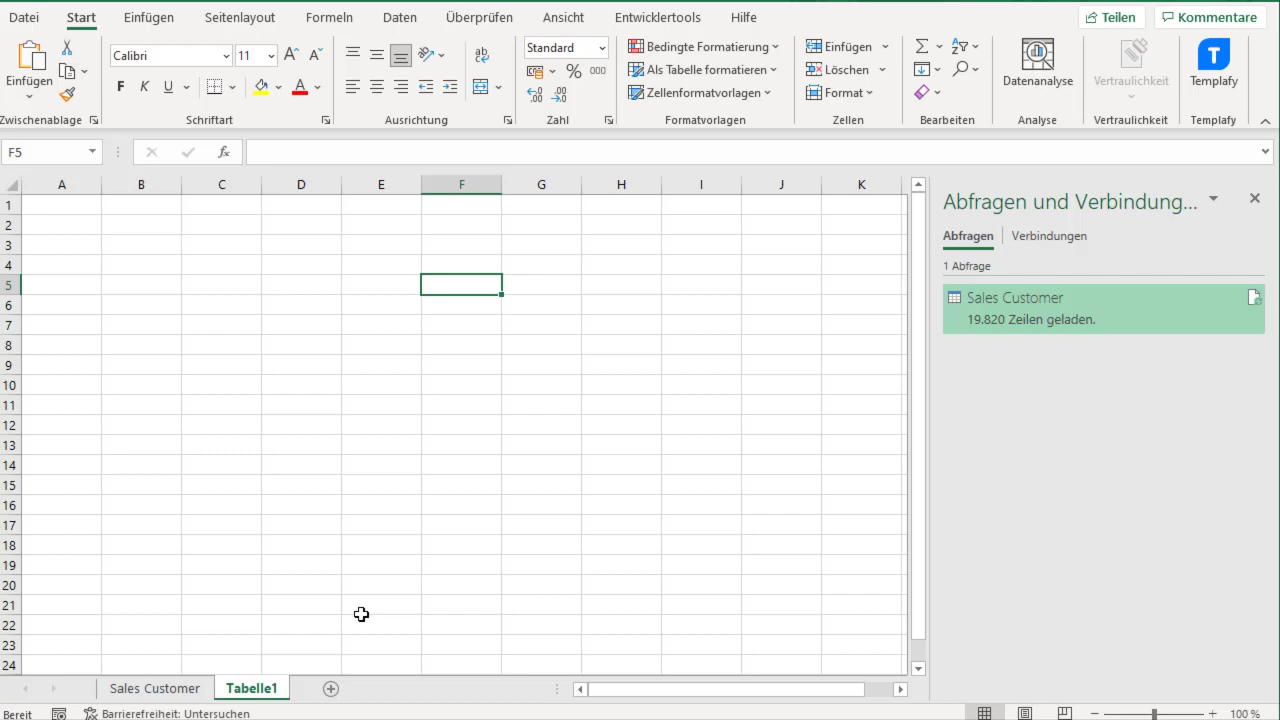 Datei Start Einfügen Seitenlayout Formeln Daten Überprüfen Ansicht Entwicklertools Hilfe Teilen Kommentare
Einfügen
Calibri 11
F K U A
ab
Standard
% 000
Bedingte Formatierung
Als Tabelle formatieren
Zellenformatvorlagen
Einfügen
Löschen
Format
Datenanalyse
Vertraulichkeit
Templafy
Zwischenablage Schriftart Ausrichtung Zahl Formatvorlagen Zellen Bearbeiten Analyse Vertraulichkeit Templafy
F5 fx
A B C D E F G H I J K
1
2
3
4
5
6
7
8
9
10
11
12
13
14
15
16
17
18
19
20
21
22
23
24
Abfragen und Verbindung...
Abfragen Verbindungen
1 Abfrage
Sales Customer
19.820 Zeilen geladen.
Sales Customer Tabelle1
Bereit Barrierefreiheit: Untersuchen 100 %